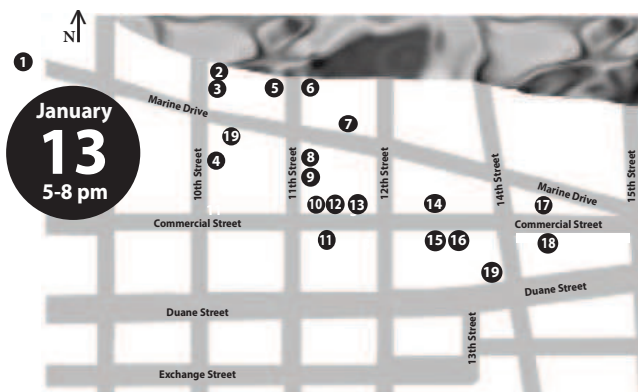 N
1
January
13
5-8 pm
2
3
5
6
Marine Drive
7
19
4
10th Street
11th Street
8
9
12th Street
14th Street
15th Street
Marine Drive
10
12
13
14
17
Commercial Street
Commercial Street
11
15
16
18
19
Duane Street
Duane Street
13th Street
Exchange Street